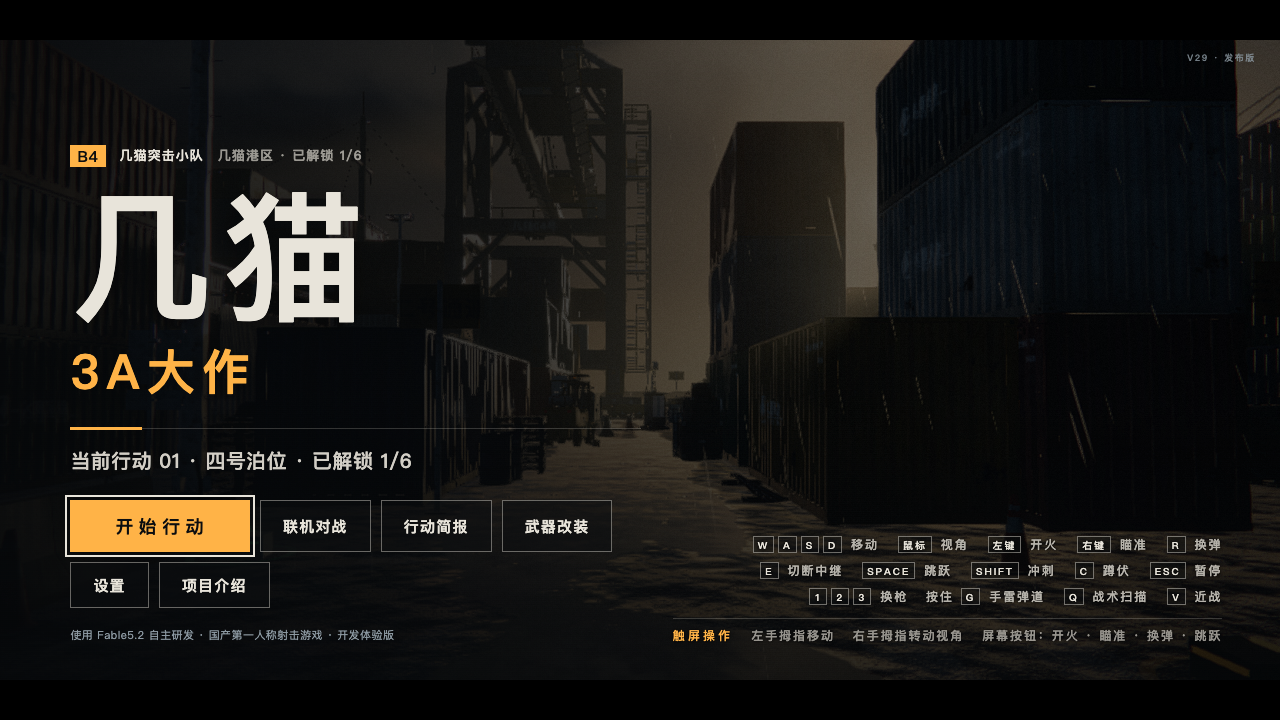 V29 · 发布版
B4 几猫突击小队 几猫港区 · 已解锁 1/6
几猫
3A大作
当前行动 01 · 四号泊位 · 已解锁 1/6
开始行动 联机对战 行动简报 武器改装
设置 项目介绍
使用 Fable5.2 自主研发 · 国产第一人称射击游戏 · 开发体验版
W A S D 移动 鼠标 视角 左键 开火 右键 瞄准 R 换弹
E 切断中继 SPACE 跳跃 SHIFT 冲刺 C 蹲伏 ESC 暂停
1 2 3 换枪 按住 G 手雷弹道 Q 战术扫描 V 近战
触屏操作 左手拇指移动 右手拇指转动视角 屏幕按钮：开火 · 瞄准 · 换弹 · 跳跃